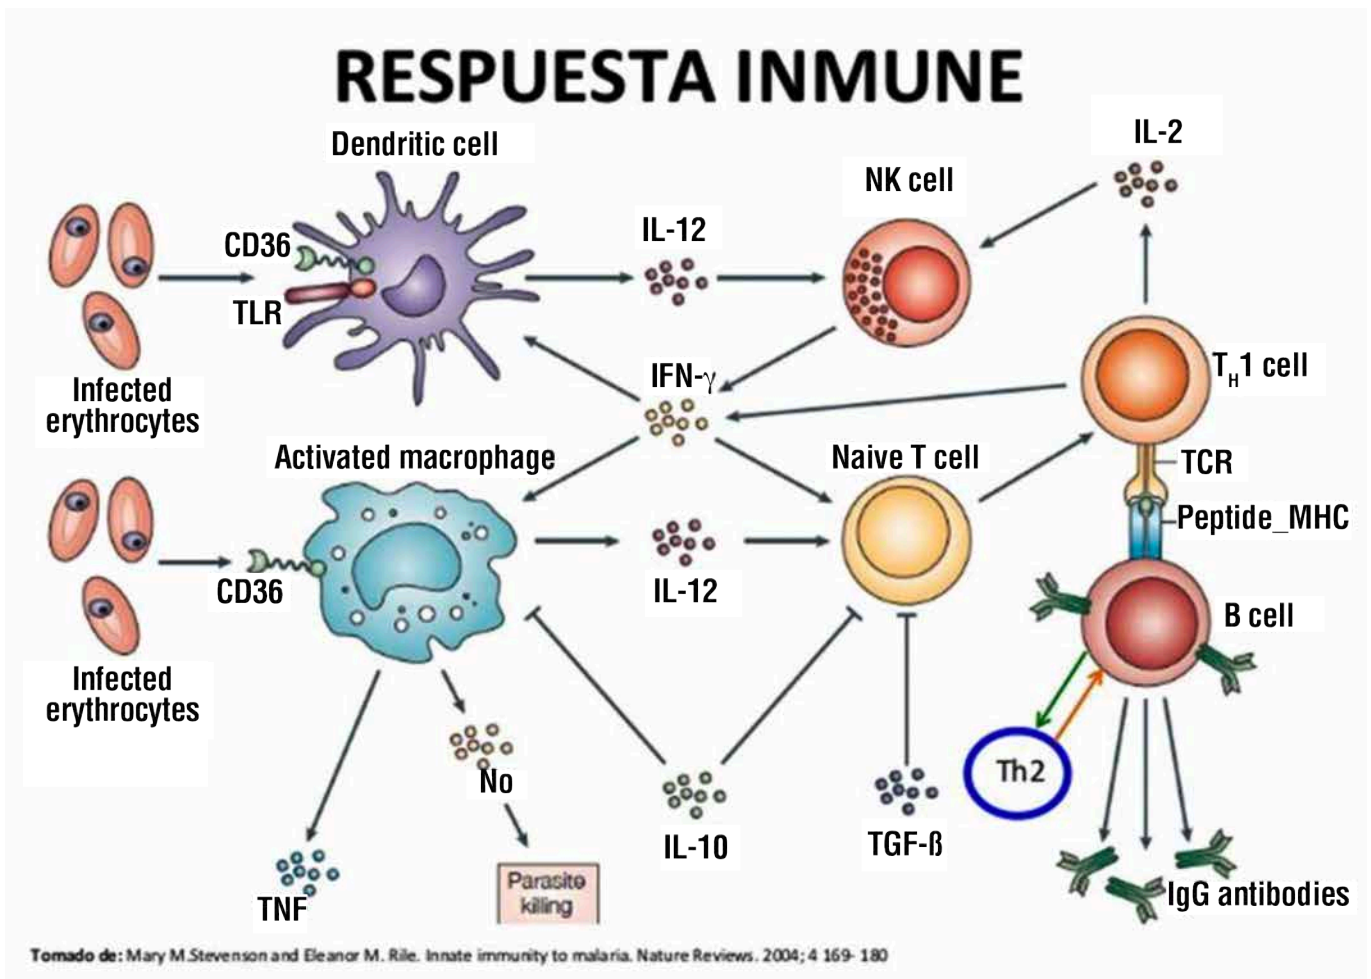 RESPUESTA INMUNE
Dendritic cell
IL-2
NK cell
CD36
IL-12
TLR
IFN-γ
TH1 cell
Infected
erythrocytes
Activated macrophage
Naive T cell
TCR
Peptide_MHC
CD36
IL-12
B cell
Infected
erythrocytes
Th2
No
IL-10
TGF-ß
Parasite
killing
IgG antibodies
TNF
Tomado de: Mary M.Stevenson and Eleanor M. Rile. Innate immunity to malaria. Nature Reviews. 2004; 4 169- 180